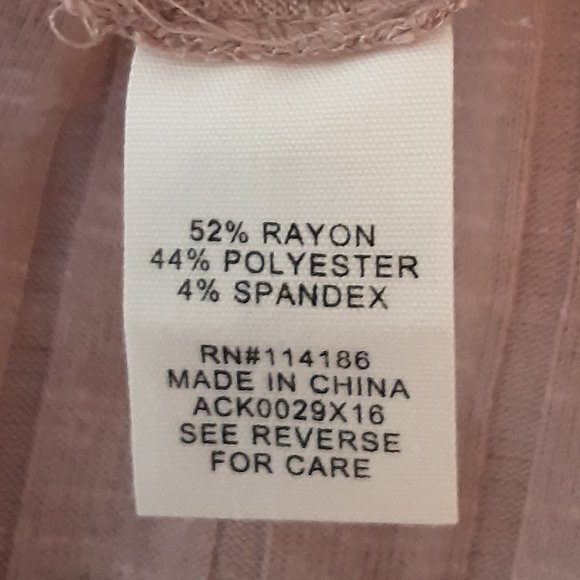 52% RAYON
44% POLYESTER
4% SPANDEX
RN#114186
MADE IN CHINA
ACK0029X16
SEE REVERSE
FOR CARE